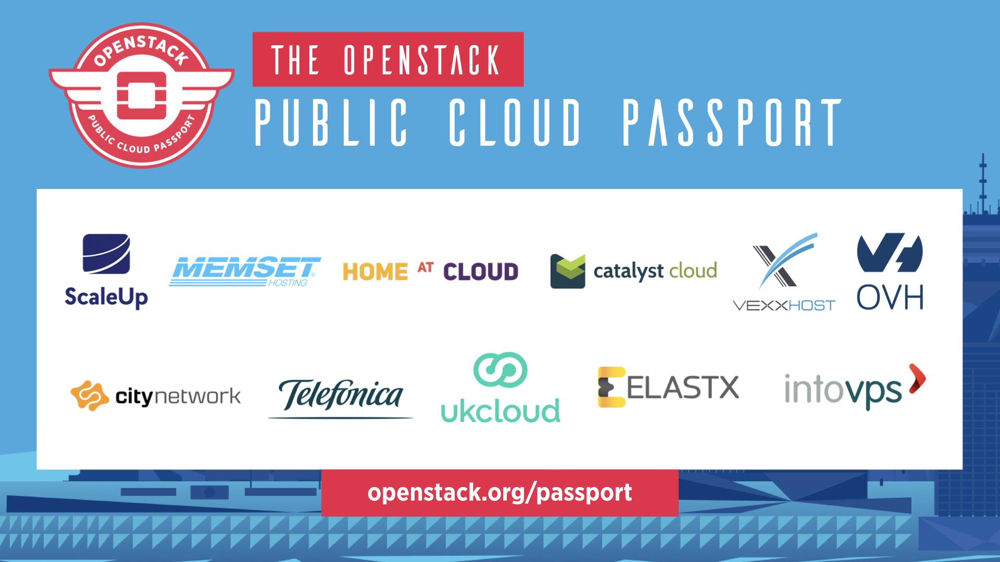 OPENSTACK
PUBLIC CLOUD PASSPORT
THE OPENSTACK
PUBLIC CLOUD PASSPORT
ScaleUp
MEMSET®
HOSTING
HOME AT CLOUD
catalyst cloud
VEXXHOST
OVH
citynetwork
Telefónica
ukcloud
ELASTX
intovps
openstack.org/passport